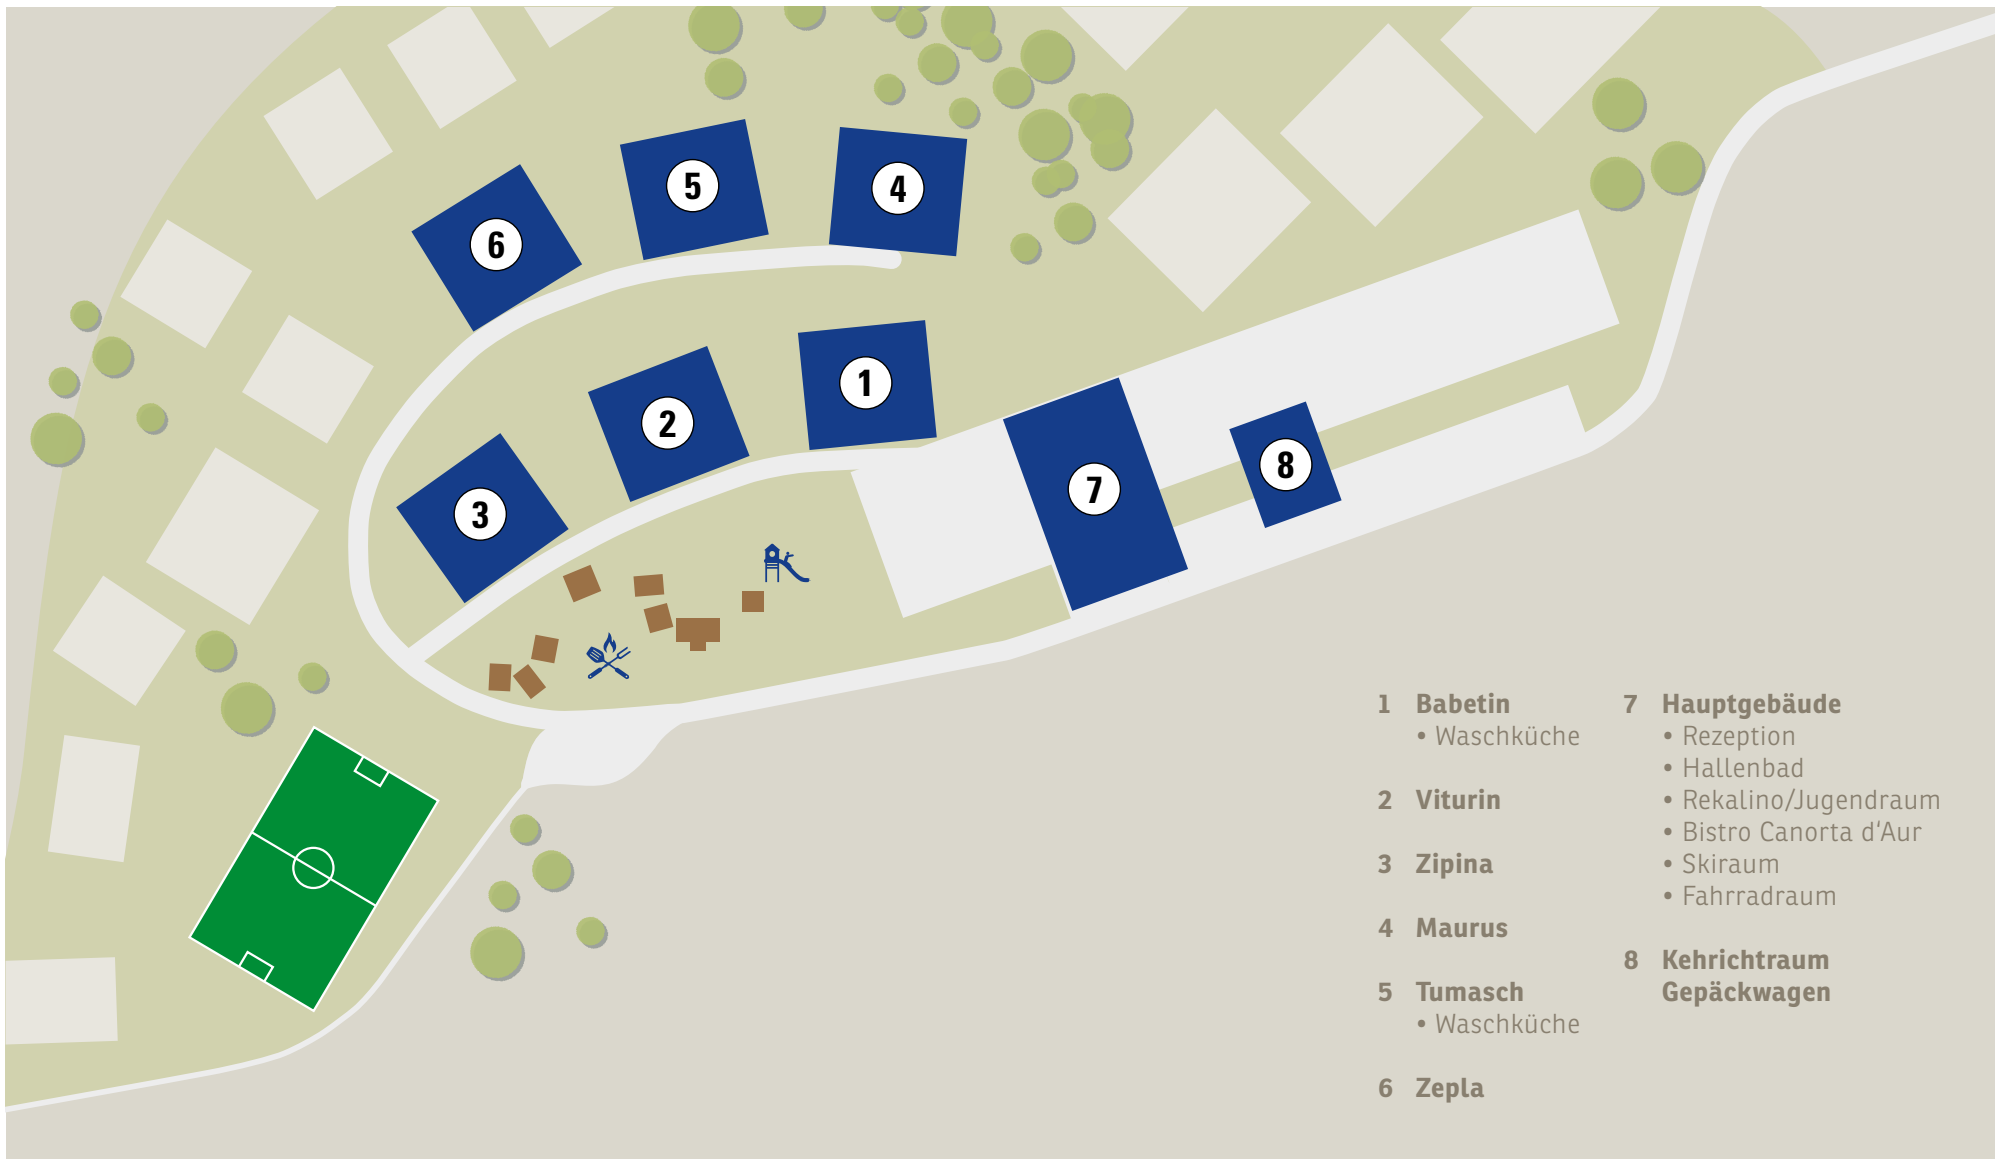 5
4
6
1
2
8
7
3
1 Babetin
• Waschküche
2 Viturin
3 Zipina
4 Maurus
5 Tumasch
• Waschküche
6 Zepla
7 Hauptgebäude
• Rezeption
• Hallenbad
• Rekalino/Jugendraum
• Bistro Canorta d‘Aur
• Skiraum
• Fahrradraum
8 Kehrichtraum
Gepäckwagen